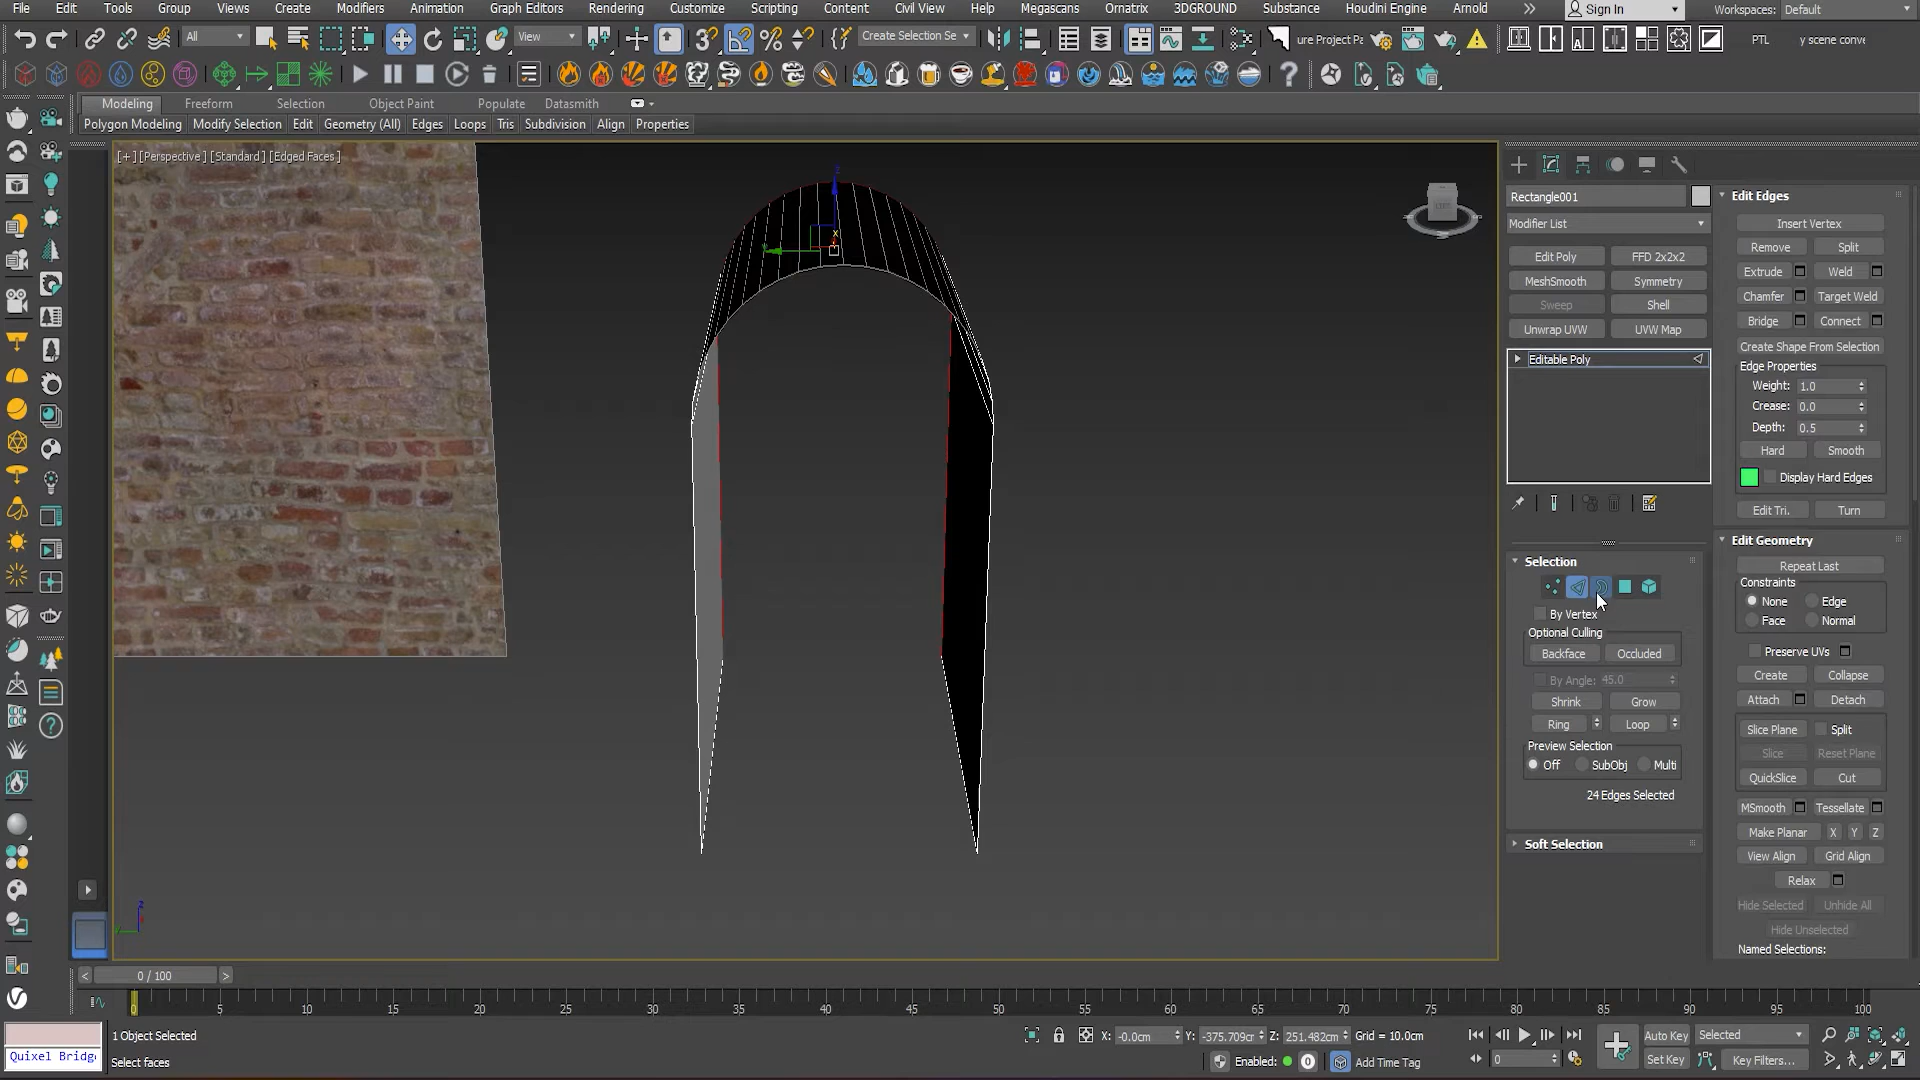 File Edit Tools Group Views Create Modifiers Animation Graph Editors Rendering Customize Scripting Content Civil View Help Megascans Ornatrix 3DGROUND Substance Houdini Engine Arnold Sign In Workspaces: Default
All View Create Selection Se ure Project Pa PTL y scene conve
Modeling Freeform Selection Object Paint Populate Datasmith
Polygon Modeling Modify Selection Edit Geometry (All) Edges Loops Tris Subdivision Align Properties
[+] [Perspective] [Standard] [Edged Faces]
Rectangle001
Modifier List
Edit Poly FFD 2x2x2
MeshSmooth Symmetry
Sweep Shell
Unwrap UVW UVW Map
Editable Poly
Selection
By Vertex
Optional Culling
Backface Occluded
By Angle: 45.0
Shrink Grow
Ring Loop
Preview Selection
Off SubObj Multi
24 Edges Selected
Soft Selection
Edit Edges
Insert Vertex
Remove Split
Extrude Weld
Chamfer Target Weld
Bridge Connect
Create Shape From Selection
Edge Properties
Weight: 1.0
Crease: 0.0
Depth: 0.5
Hard Smooth
Display Hard Edges
Edit Tri. Turn
Edit Geometry
Repeat Last
Constraints
None Edge
Face Normal
Preserve UVs
Create Collapse
Attach Detach
Slice Plane Split
Slice Reset Plane
QuickSlice Cut
MSmooth Tessellate
Make Planar X Y Z
View Align Grid Align
Relax
Hide Selected Unhide All
Hide Unselected
Named Selections:
0 / 100
0 5 10 15 20 25 30 35 40 45 50 55 60 65 70 75 80 85 90 95 100
1 Object Selected X: -0.0cm Y: -375.709cm Z: 251.482cm Grid = 10.0cm Auto Key Selected
Quixel Bridge Select faces Enabled: Add Time Tag 0 Set Key Key Filters...